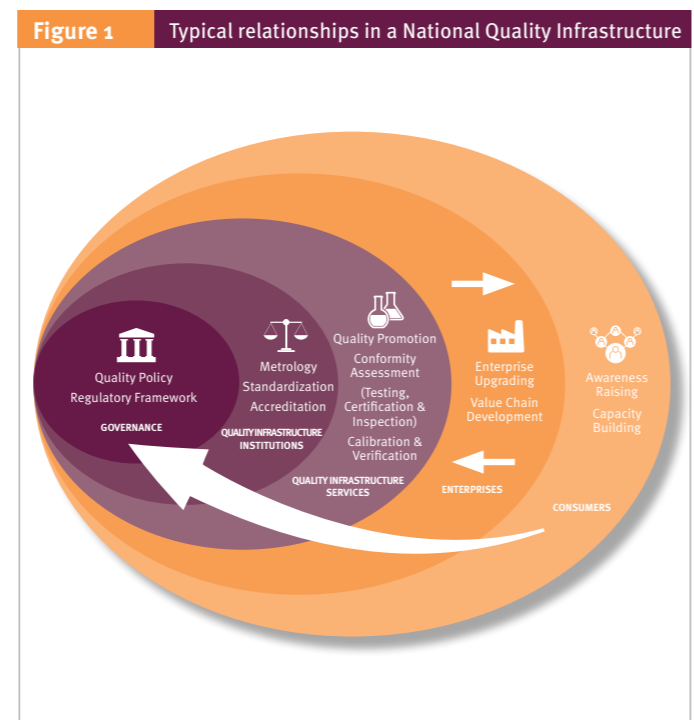 Figure 1
Typical relationships in a National Quality Infrastructure
Quality Policy
Regulatory Framework
GOVERNANCE
Metrology
Standardization
Accreditation
QUALITY INFRASTRUCTURE
INSTITUTIONS
Quality Promotion
Conformity
Assessment
(Testing,
Certification &
Inspection)
Calibration &
Verification
QUALITY INFRASTRUCTURE
SERVICES
Enterprise
Upgrading
Value Chain
Development
ENTERPRISES
Awareness
Raising
Capacity
Building
CONSUMERS